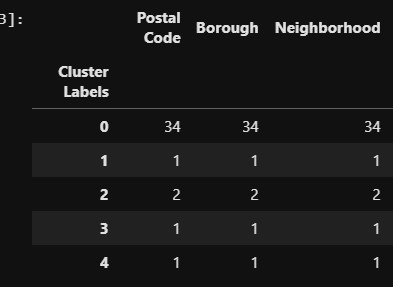 3]:
Postal Code Borough Neighborhood
Cluster Labels
0 34 34 34
1 1 1 1
2 2 2 2
3 1 1 1
4 1 1 1